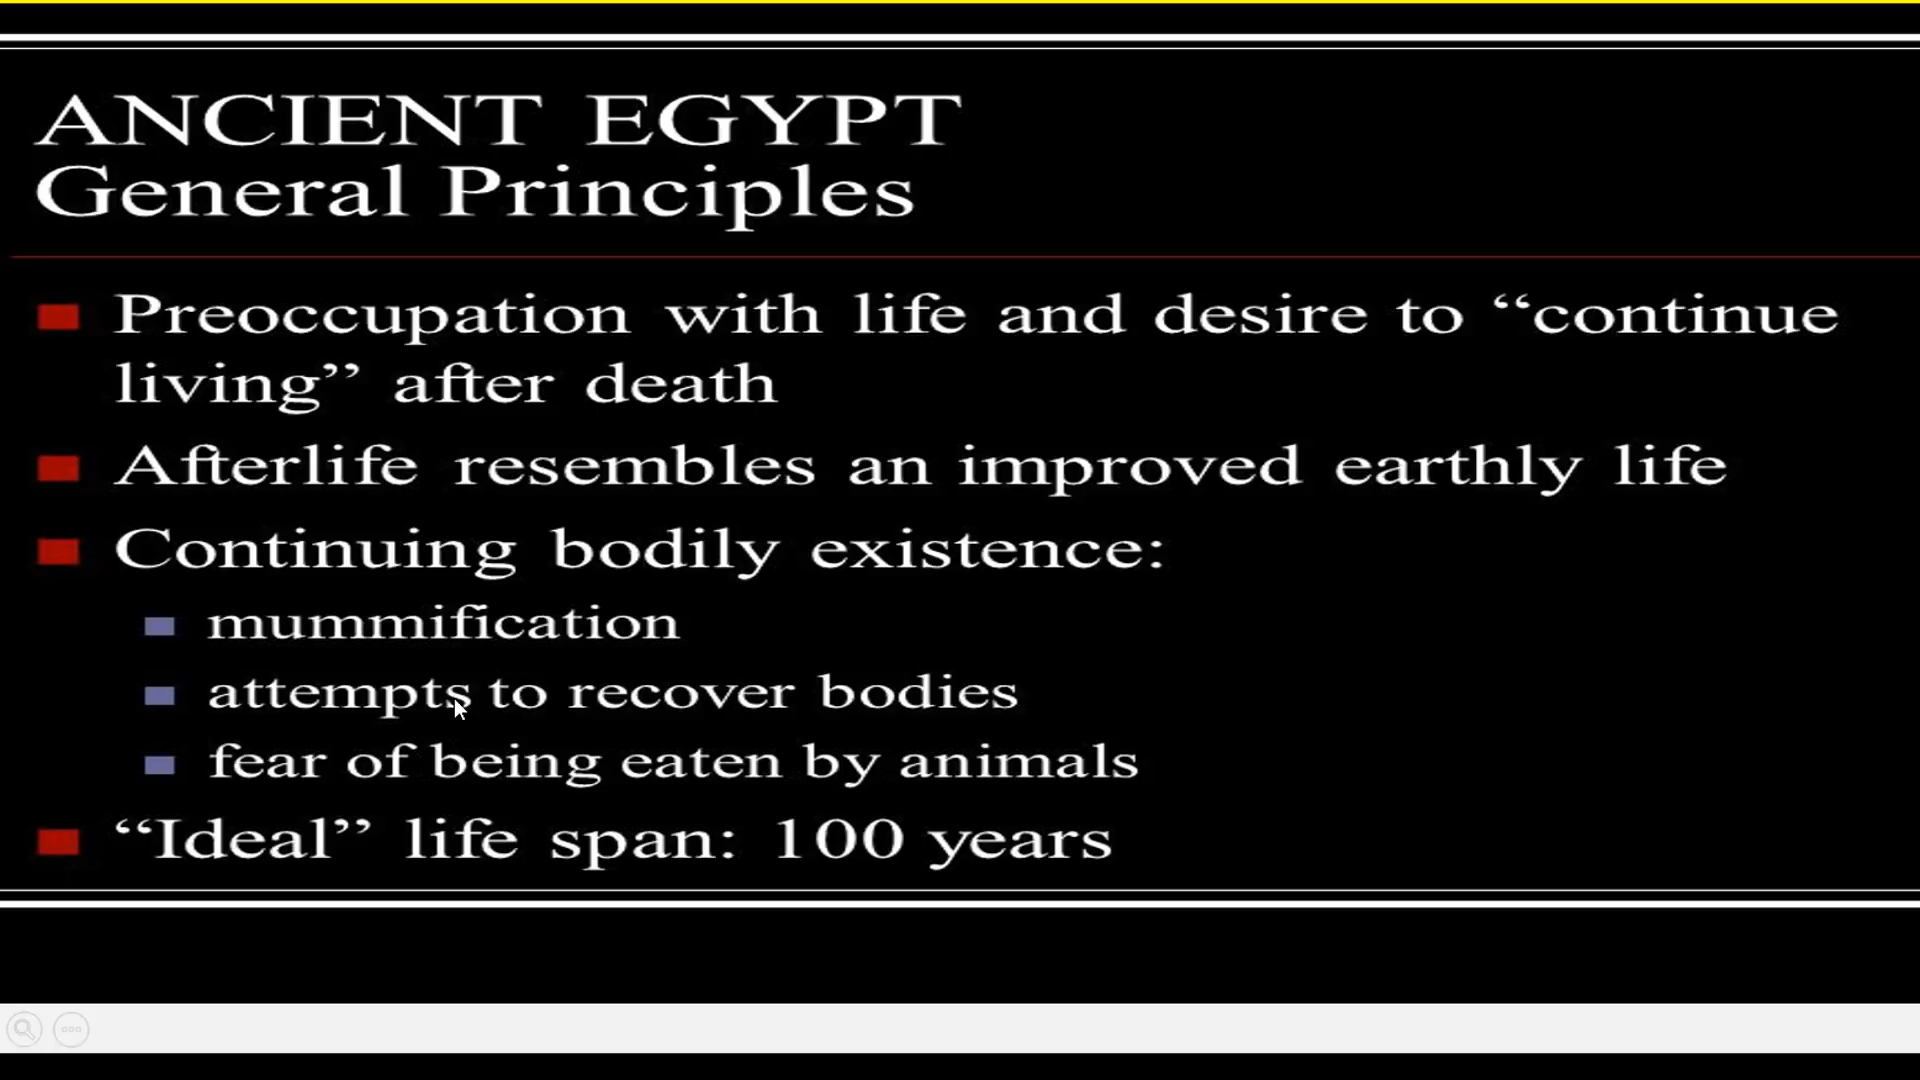 ANCIENT EGYPT
General Principles
Preoccupation with life and desire to “continue
living” after death
Afterlife resembles an improved earthly life
Continuing bodily existence:
mummification
attempts to recover bodies
fear of being eaten by animals
“Ideal” life span: 100 years